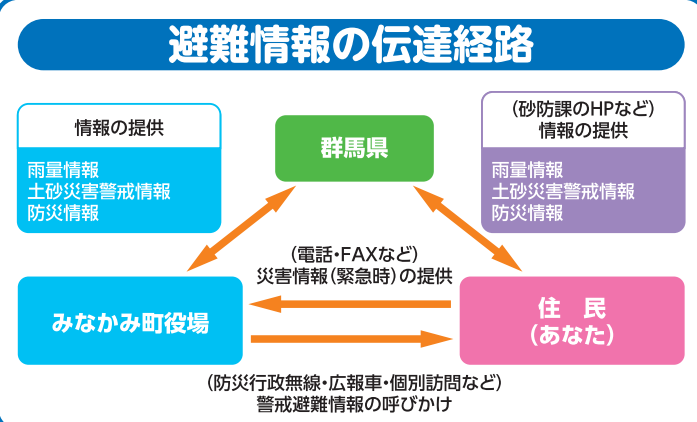 避難情報の伝達経路
情報の提供
雨量情報
土砂災害警戒情報
防災情報
群馬県
（砂防課のHPなど）
情報の提供
雨量情報
土砂災害警戒情報
防災情報
（電話・FAXなど）
災害情報（緊急時）の提供
みなかみ町役場
住　民
（あなた）
（防災行政無線・広報車・個別訪問など）
警戒避難情報の呼びかけ